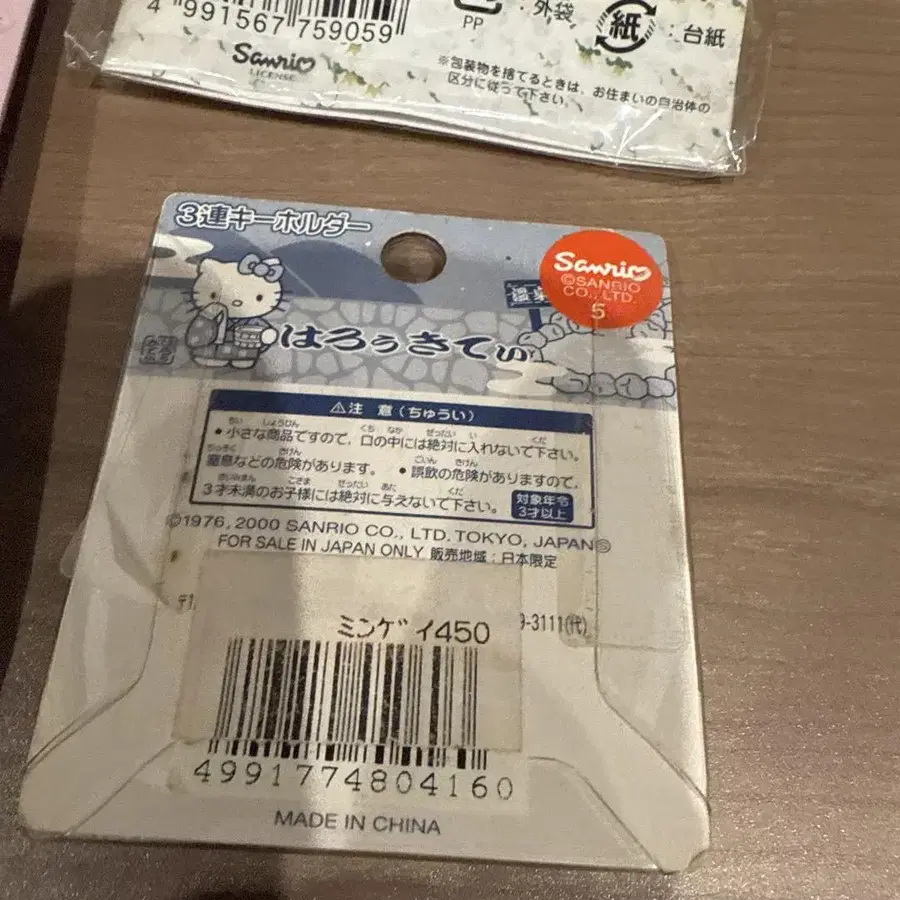 4 991567 759059
PP
:外袋
紙
:台紙
Sanrio
LICENSE
※包装物を捨てるときは、お住まいの自治体の
区分に従って下さい。
3連キーホルダー
Sanrio
©SANRIO
CO., LTD.
5
はろぅきてぃ
⚠注 意(ちゅうい)
•小さな商品ですので、口の中には絶対に入れないで下さい。
窒息などの危険があります。 •誤飲の危険がありますので、
3才未満のお子様には絶対に与えないで下さい。
対象年令
3才以上
©1976, 2000 SANRIO CO., LTD. TOKYO, JAPAN Ⓢ
FOR SALE IN JAPAN ONLY 販売地域:日本限定
9-3111(代)
ミンゲイ450
4991774804160
MADE IN CHINA